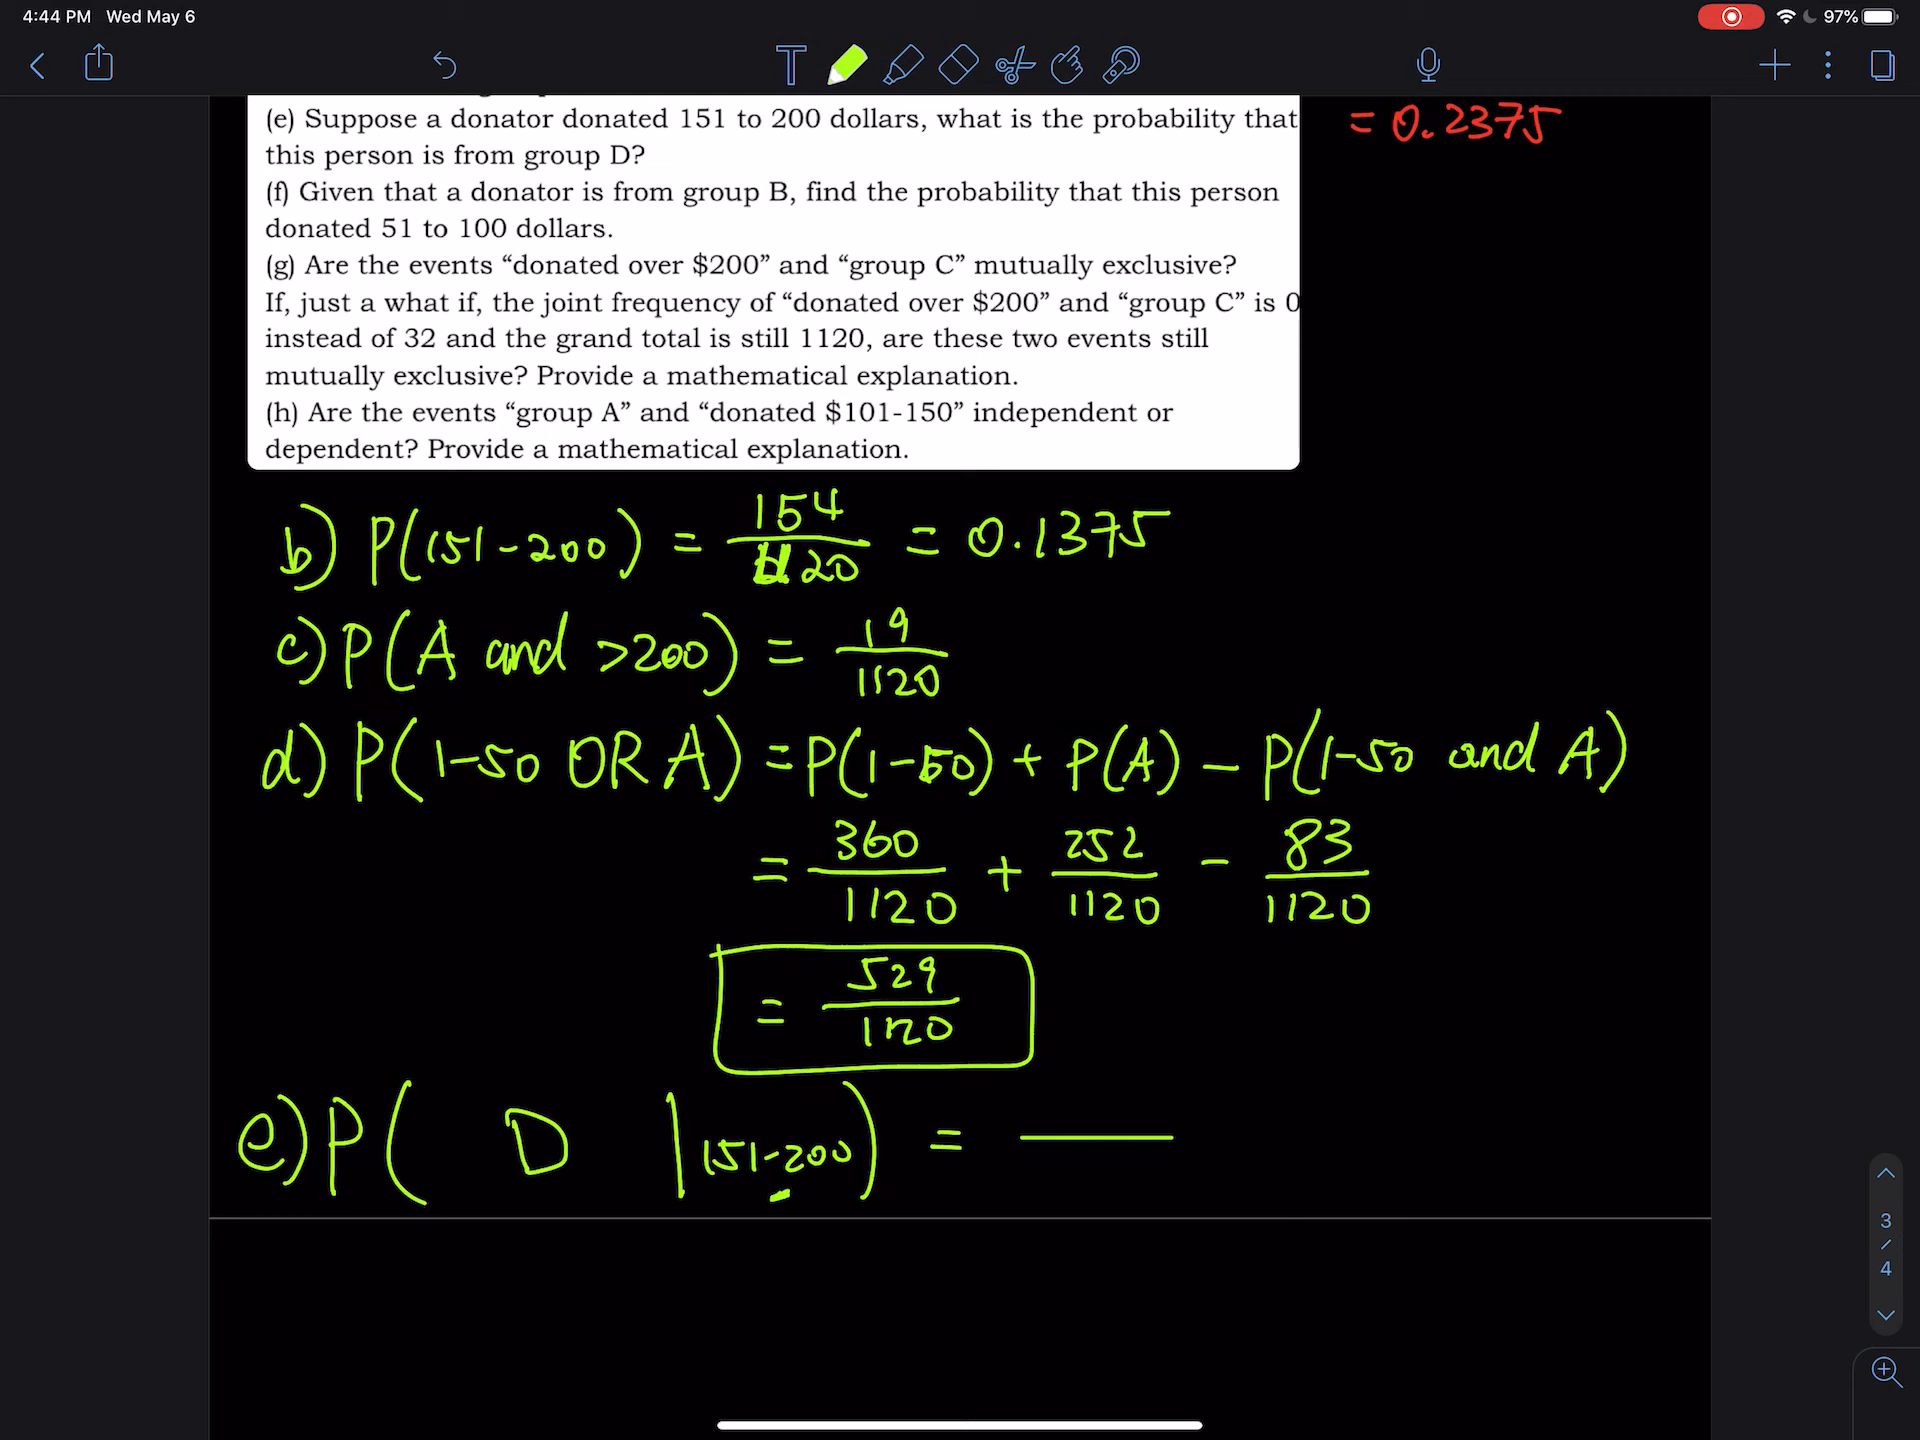 4:44 PM Wed May 6
97%
(e) Suppose a donator donated 151 to 200 dollars, what is the probability that
this person is from group D?
(f) Given that a donator is from group B, find the probability that this person
donated 51 to 100 dollars.
(g) Are the events “donated over $200” and “group C” mutually exclusive?
If, just a what if, the joint frequency of “donated over $200” and “group C” is 0
instead of 32 and the grand total is still 1120, are these two events still
mutually exclusive? Provide a mathematical explanation.
(h) Are the events “group A” and “donated $101-150” independent or
dependent? Provide a mathematical explanation.
= 0.2375
b) P(151-200) = 154/1120 = 0.1375
c) P(A and >200) = 19/1120
d) P(1-50 OR A) = P(1-50) + P(A) - P(1-50 and A)
= 360/1120 + 252/1120 - 83/1120
= 529/1120
e) P( D | 151-200) =
3
/
4